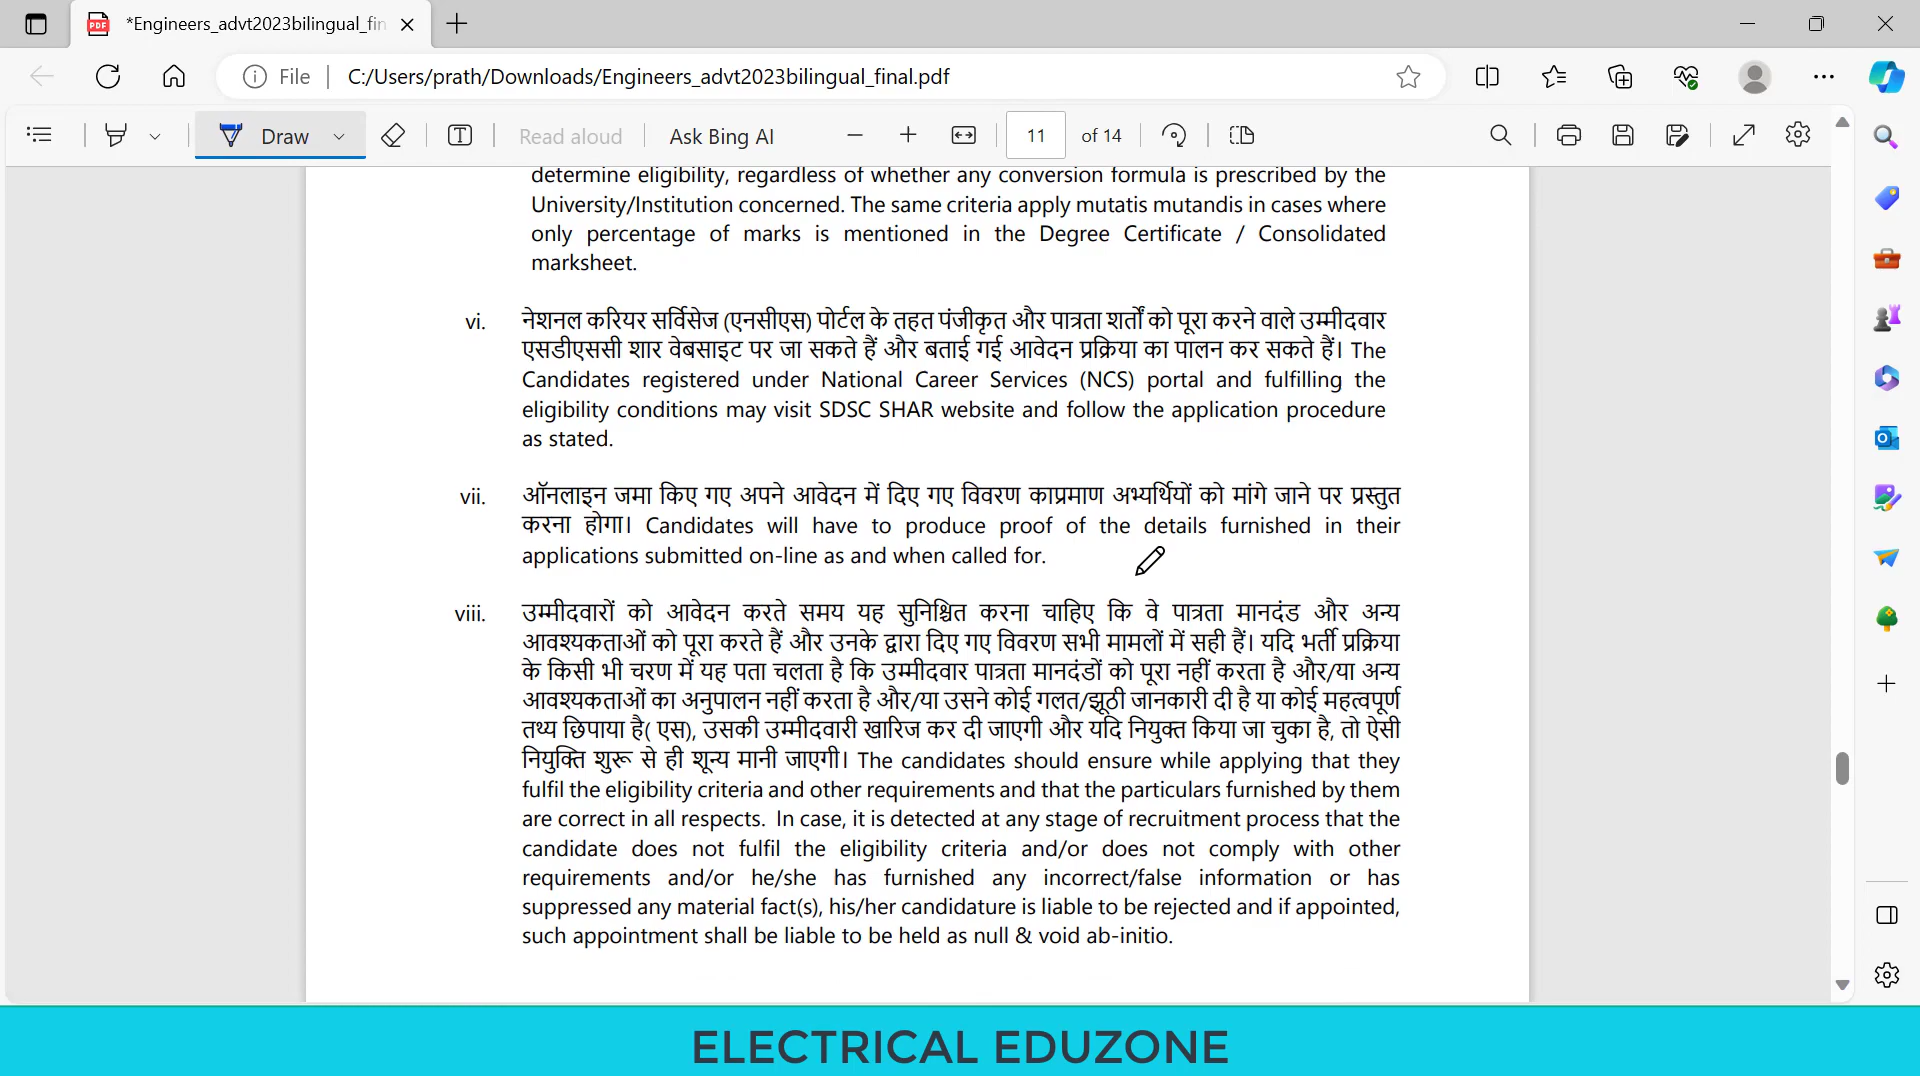 *Engineers_advt2023bilingual_fin
File
C:/Users/prath/Downloads/Engineers_advt2023bilingual_final.pdf
Draw
Read aloud
Ask Bing AI
11 of 14
determine eligibility, regardless of whether any conversion formula is prescribed by the
University/Institution concerned. The same criteria apply mutatis mutandis in cases where
only percentage of marks is mentioned in the Degree Certificate / Consolidated
marksheet.
vi. नेशनल करियर सर्विसेज (एनसीएस) पोर्टल के तहत पंजीकृत और पात्रता शर्तों को पूरा करने वाले उम्मीदवार
एसडीएससी शार वेबसाइट पर जा सकते हैं और बताई गई आवेदन प्रक्रिया का पालन कर सकते हैं। The
Candidates registered under National Career Services (NCS) portal and fulfilling the
eligibility conditions may visit SDSC SHAR website and follow the application procedure
as stated.
vii. ऑनलाइन जमा किए गए अपने आवेदन में दिए गए विवरण काप्रमाण अभ्यर्थियों को मांगे जाने पर प्रस्तुत
करना होगा। Candidates will have to produce proof of the details furnished in their
applications submitted on-line as and when called for.
viii. उम्मीदवारों को आवेदन करते समय यह सुनिश्चित करना चाहिए कि वे पात्रता मानदंड और अन्य
आवश्यकताओं को पूरा करते हैं और उनके द्वारा दिए गए विवरण सभी मामलों में सही हैं। यदि भर्ती प्रक्रिया
के किसी भी चरण में यह पता चलता है कि उम्मीदवार पात्रता मानदंडों को पूरा नहीं करता है और/या अन्य
आवश्यकताओं का अनुपालन नहीं करता है और/या उसने कोई गलत/झूठी जानकारी दी है या कोई महत्वपूर्ण
तथ्य छिपाया है( एस), उसकी उम्मीदवारी खारिज कर दी जाएगी और यदि नियुक्त किया जा चुका है, तो ऐसी
नियुक्ति शुरू से ही शून्य मानी जाएगी। The candidates should ensure while applying that they
fulfil the eligibility criteria and other requirements and that the particulars furnished by them
are correct in all respects. In case, it is detected at any stage of recruitment process that the
candidate does not fulfil the eligibility criteria and/or does not comply with other
requirements and/or he/she has furnished any incorrect/false information or has
suppressed any material fact(s), his/her candidature is liable to be rejected and if appointed,
such appointment shall be liable to be held as null & void ab-initio.
ELECTRICAL EDUZONE